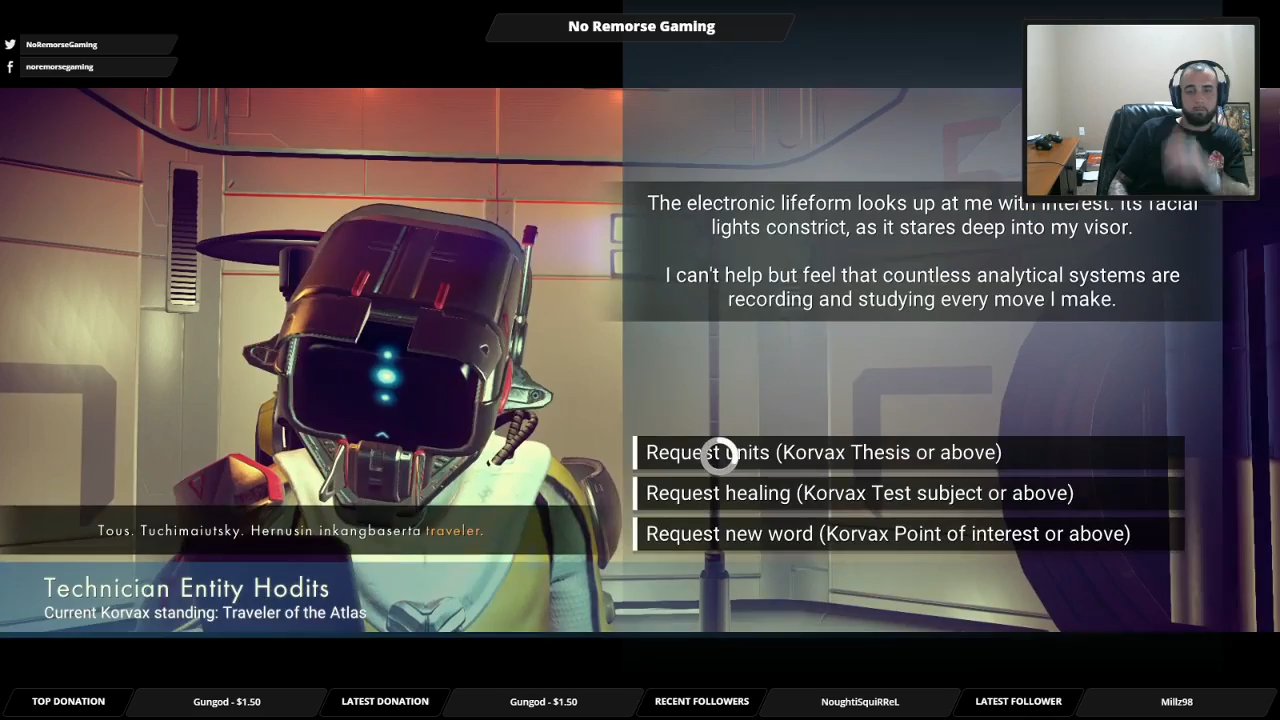 No Remorse Gaming
NoRemorseGaming
noremorsegaming
The electronic lifeform looks up at me with interest. Its facial
lights constrict, as it stares deep into my visor.
I can't help but feel that countless analytical systems are
recording and studying every move I make.
Request units (Korvax Thesis or above)
Request healing (Korvax Test subject or above)
Request new word (Korvax Point of interest or above)
Tous. Tuchimaiutsky. Hernusin inkangbaserta traveler.
Technician Entity Hodits
Current Korvax standing: Traveler of the Atlas
TOP DONATION
Gungod - $1.50
LATEST DONATION
Gungod - $1.50
RECENT FOLLOWERS
NoughtiSquiRReL
LATEST FOLLOWER
Millz98